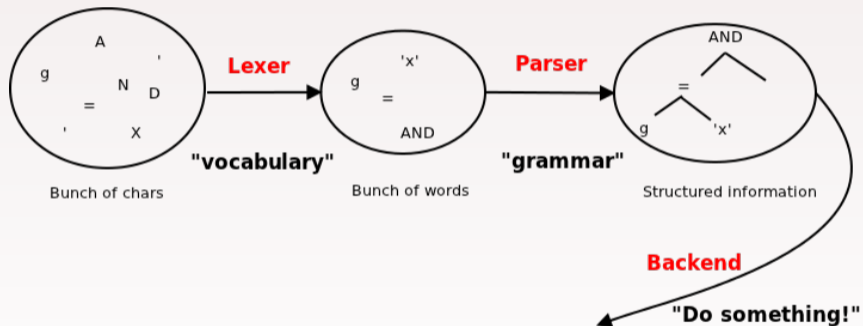 A
'
g
N
D
=
'
X
Bunch of chars
Lexer
"vocabulary"
'x'
g
=
AND
Bunch of words
Parser
"grammar"
AND
=
g
'x'
Structured information
Backend
"Do something!"